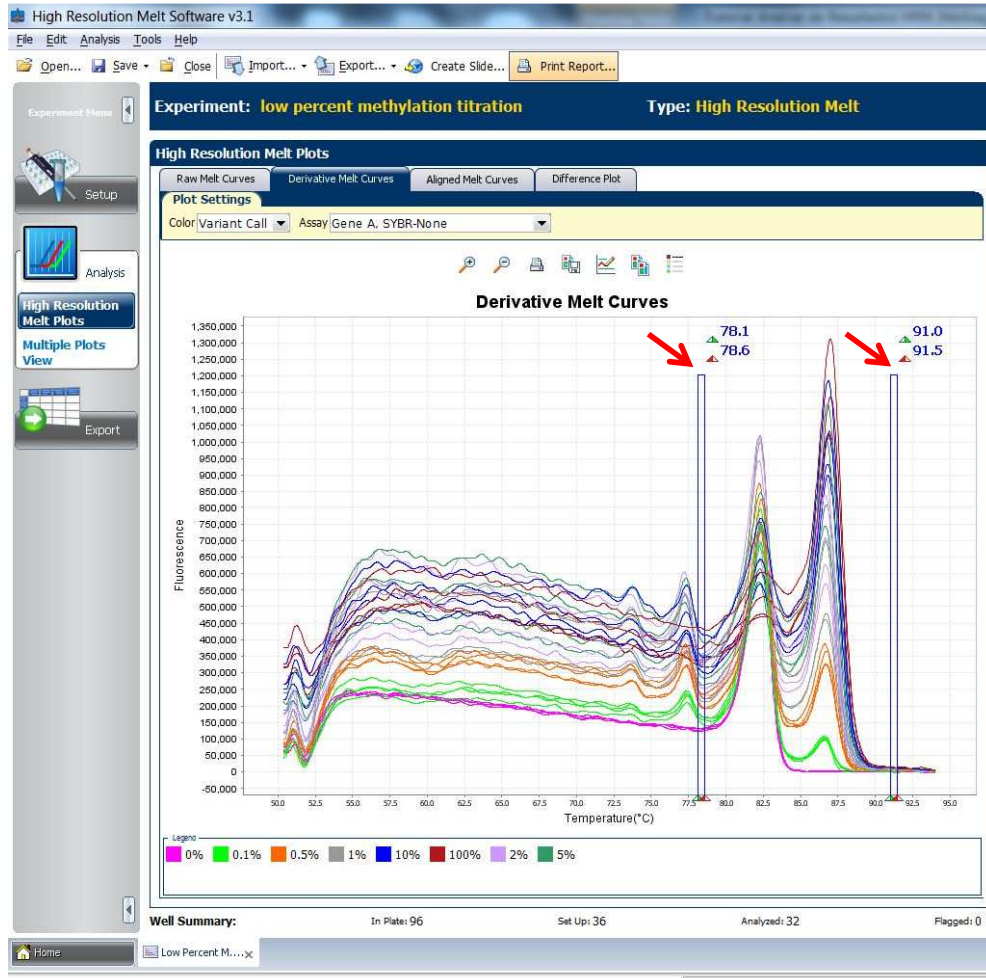 High Resolution Melt Software v3.1
File Edit Analysis Tools Help
Open... Save Close Import... Export... Create Slide... Print Report...
Experiment Menu
Experiment: low percent methylation titration Type: High Resolution Melt
High Resolution Melt Plots
Raw Melt Curves Derivative Melt Curves Aligned Melt Curves Difference Plot
Plot Settings
Color Variant Call Assay Gene A, SYBR-None
Setup
Analysis
High Resolution
Melt Plots
Multiple Plots
View
Export
Derivative Melt Curves
78.1 91.0
78.6 91.5
Fluorescence
1,350,000
1,300,000
1,250,000
1,200,000
1,150,000
1,100,000
1,050,000
1,000,000
950,000
900,000
850,000
800,000
750,000
700,000
650,000
600,000
550,000
500,000
450,000
400,000
350,000
300,000
250,000
200,000
150,000
100,000
50,000
0
-50,000
50.0 52.5 55.0 57.5 60.0 62.5 65.0 67.5 70.0 72.5 75.0 77.5 80.0 82.5 85.0 87.5 90.0 92.5 95.0
Temperature(°C)
Legend
0% 0.1% 0.5% 1% 10% 100% 2% 5%
Well Summary: In Plate: 96 Set Up: 36 Analyzed: 32 Flagged: 0
Home Low Percent M....x